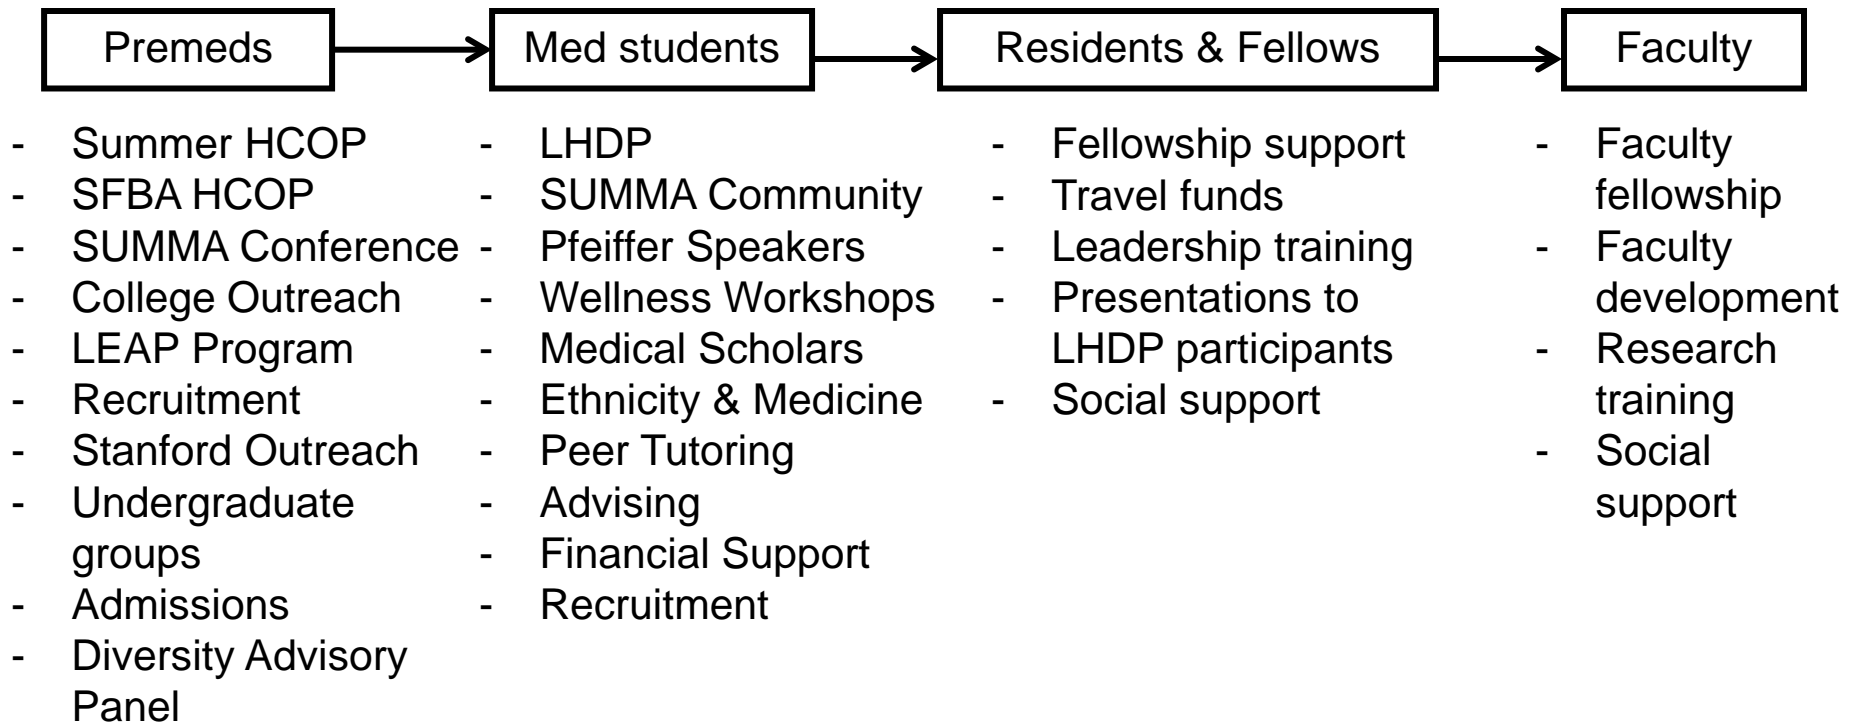 Premeds
Med students
Residents & Fellows
Faculty
- Summer HCOP
- SFBA HCOP
- SUMMA Conference
- College Outreach
- LEAP Program
- Recruitment
- Stanford Outreach
- Undergraduate
groups
- Admissions
- Diversity Advisory
Panel
- LHDP
- SUMMA Community
- Pfeiffer Speakers
- Wellness Workshops
- Medical Scholars
- Ethnicity & Medicine
- Peer Tutoring
- Advising
- Financial Support
- Recruitment
- Fellowship support
- Travel funds
- Leadership training
- Presentations to
LHDP participants
- Social support
- Faculty
fellowship
- Faculty
development
- Research
training
- Social
support